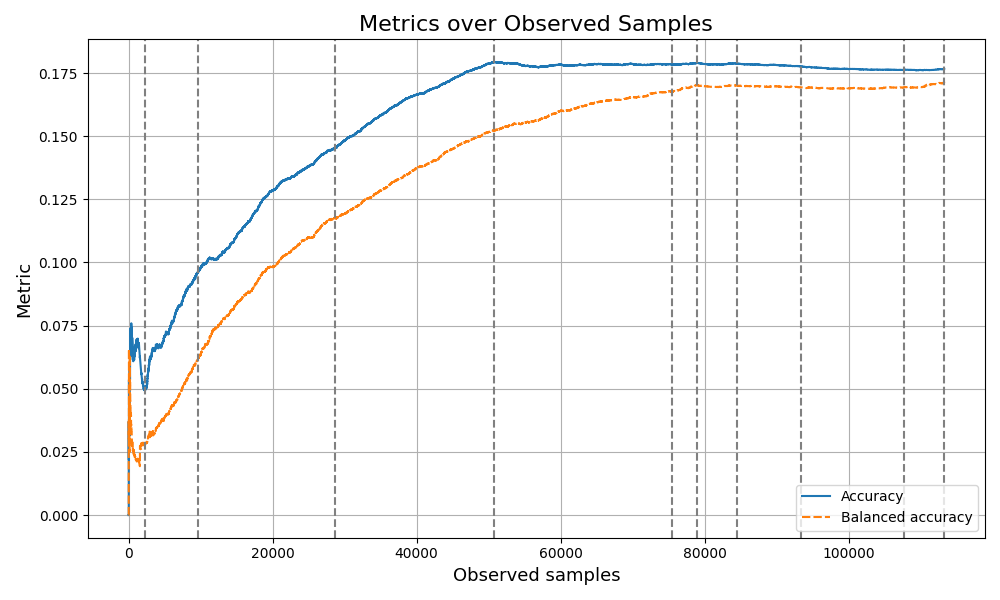 Metrics over Observed Samples
Metric
0.175
0.150
0.125
0.100
0.075
0.050
0.025
0.000
0
20000
40000
60000
80000
100000
Observed samples
Accuracy
Balanced accuracy